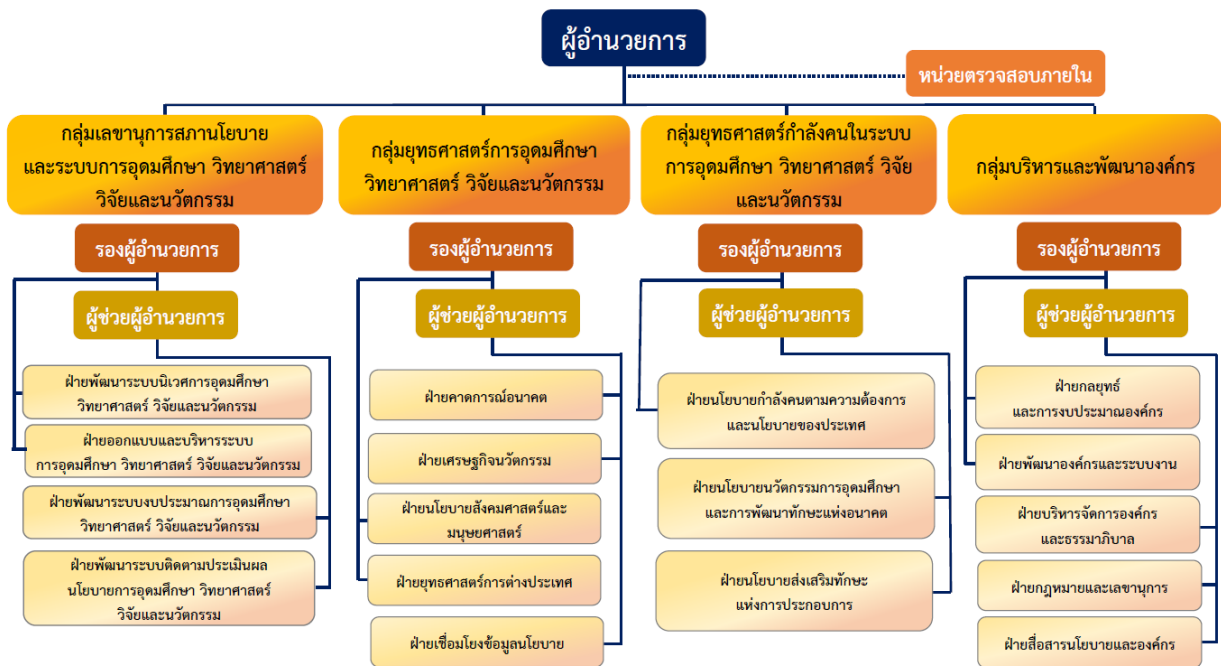 ผู้อำนวยการ
หน่วยตรวจสอบภายใน
กลุ่มเลขานุการสภานโยบาย
และระบบการอุดมศึกษา วิทยาศาสตร์
วิจัยและนวัตกรรม
รองผู้อำนวยการ
ผู้ช่วยผู้อำนวยการ
ฝ่ายพัฒนาระบบนิเวศการอุดมศึกษา
วิทยาศาสตร์ วิจัยและนวัตกรรม
ฝ่ายออกแบบและบริหารระบบ
การอุดมศึกษา วิทยาศาสตร์ วิจัยและนวัตกรรม
ฝ่ายพัฒนาระบบงบประมาณการอุดมศึกษา
วิทยาศาสตร์ วิจัยและนวัตกรรม
ฝ่ายพัฒนาระบบติดตามประเมินผล
นโยบายการอุดมศึกษา วิทยาศาสตร์
วิจัยและนวัตกรรม
กลุ่มยุทธศาสตร์การอุดมศึกษา
วิทยาศาสตร์ วิจัยและนวัตกรรม
รองผู้อำนวยการ
ผู้ช่วยผู้อำนวยการ
ฝ่ายคาดการณ์อนาคต
ฝ่ายเศรษฐกิจนวัตกรรม
ฝ่ายนโยบายสังคมศาสตร์และ
มนุษยศาสตร์
ฝ่ายยุทธศาสตร์การต่างประเทศ
ฝ่ายเชื่อมโยงข้อมูลนโยบาย
กลุ่มยุทธศาสตร์กำลังคนในระบบ
การอุดมศึกษา วิทยาศาสตร์ วิจัย
และนวัตกรรม
รองผู้อำนวยการ
ผู้ช่วยผู้อำนวยการ
ฝ่ายนโยบายกำลังคนตามความต้องการ
และนโยบายของประเทศ
ฝ่ายนโยบายนวัตกรรมการอุดมศึกษา
และการพัฒนาทักษะแห่งอนาคต
ฝ่ายนโยบายส่งเสริมทักษะ
แห่งการประกอบการ
กลุ่มบริหารและพัฒนาองค์กร
รองผู้อำนวยการ
ผู้ช่วยผู้อำนวยการ
ฝ่ายกลยุทธ์
และการงบประมาณองค์กร
ฝ่ายพัฒนาองค์กรและระบบงาน
ฝ่ายบริหารจัดการองค์กร
และธรรมาภิบาล
ฝ่ายกฎหมายและเลขานุการ
ฝ่ายสื่อสารนโยบายและองค์กร